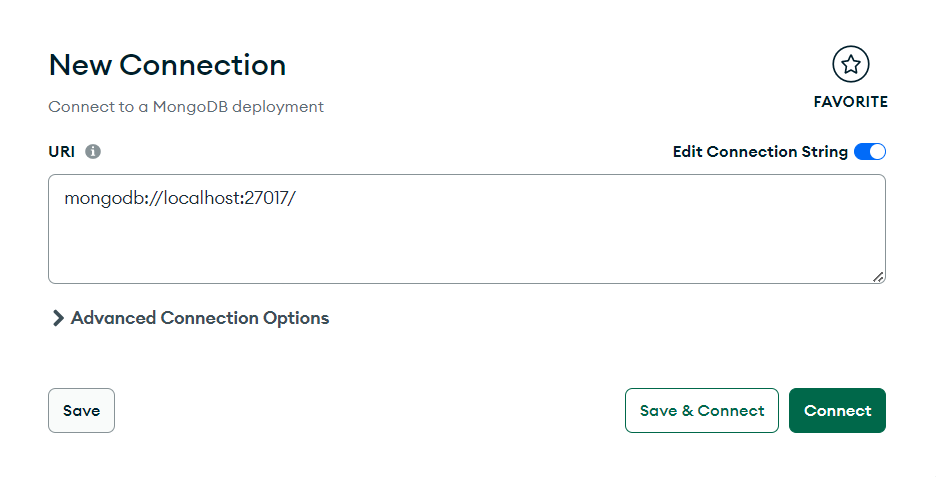 New Connection
FAVORITE
Connect to a MongoDB deployment
URI
Edit Connection String
mongodb://localhost:27017/
Advanced Connection Options
Save
Save & Connect
Connect